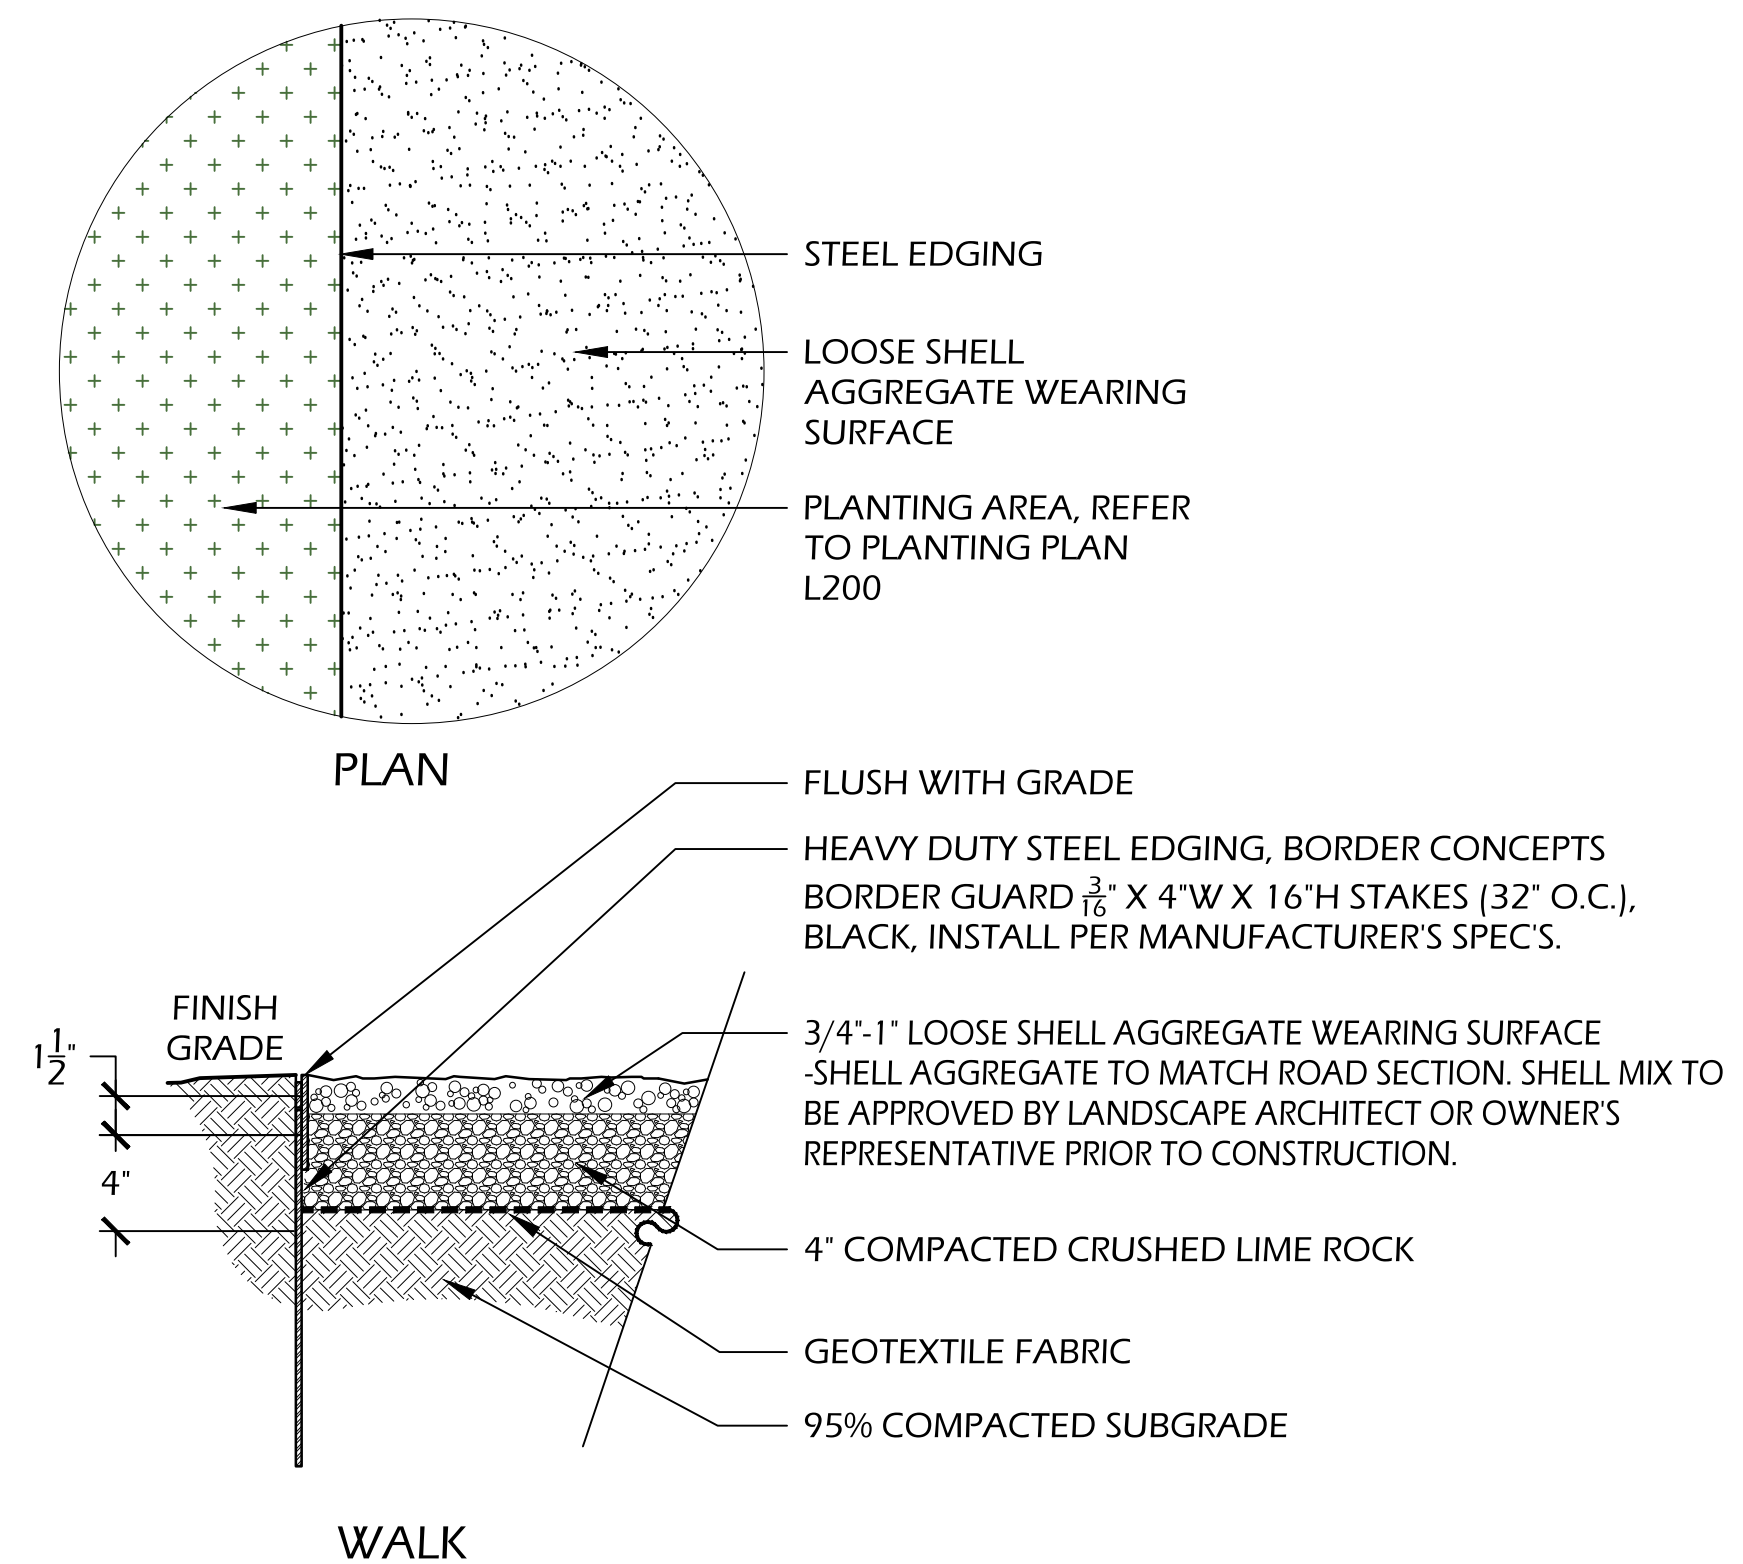 STEEL EDGING
LOOSE SHELL
AGGREGATE WEARING
SURFACE
PLANTING AREA, REFER
TO PLANTING PLAN
L200
PLAN
FLUSH WITH GRADE
HEAVY DUTY STEEL EDGING, BORDER CONCEPTS
BORDER GUARD 3/16" X 4"W X 16"H STAKES (32" O.C.),
BLACK, INSTALL PER MANUFACTURER'S SPEC'S.
FINISH
GRADE
1 1/2"
4"
3/4"-1" LOOSE SHELL AGGREGATE WEARING SURFACE
-SHELL AGGREGATE TO MATCH ROAD SECTION. SHELL MIX TO
BE APPROVED BY LANDSCAPE ARCHITECT OR OWNER'S
REPRESENTATIVE PRIOR TO CONSTRUCTION.
4" COMPACTED CRUSHED LIME ROCK
GEOTEXTILE FABRIC
95% COMPACTED SUBGRADE
WALK